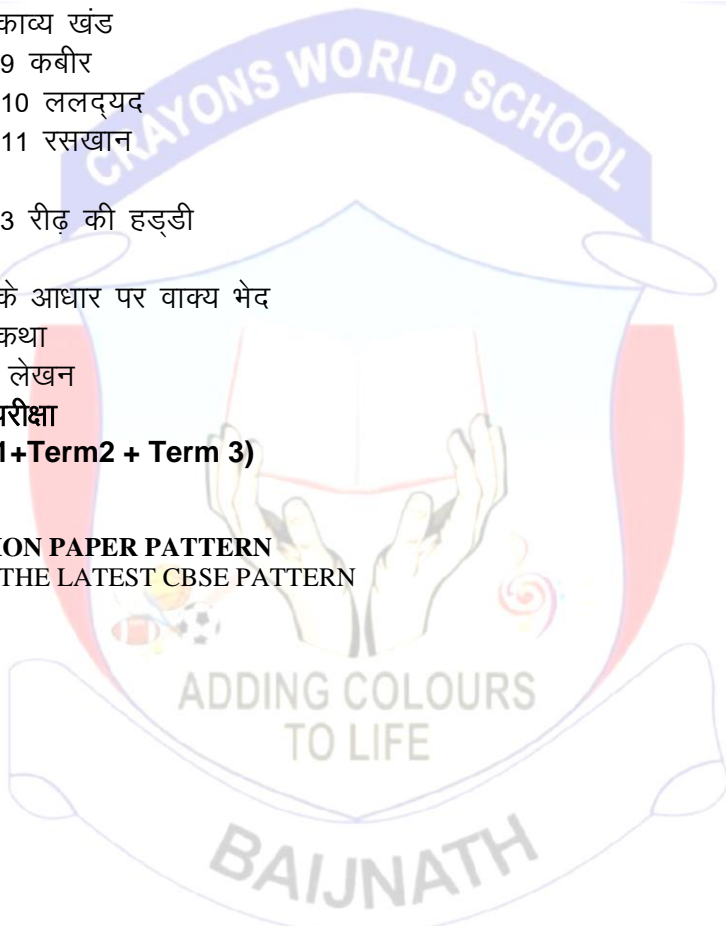 काव्य खंड
9 कबीर
10 ललद्यद
11 रसखान
3 रीढ़ की हड्डी
के आधार पर वाक्य भेद
कथा
लेखन
परीक्षा
1+Term2 + Term 3)
ION PAPER PATTERN
THE LATEST CBSE PATTERN
CRAYONS WORLD SCHOOL
ADDING COLOURS
TO LIFE
BAIJNATH